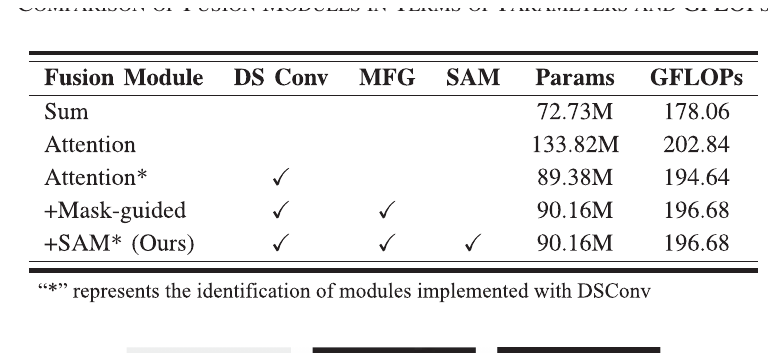 COMPARISON OF FUSION MODULES IN TERMS OF PARAMETERS AND GFLOPS
Fusion Module DS Conv MFG SAM Params GFLOPs
Sum 72.73M 178.06
Attention 133.82M 202.84
Attention* ✓ 89.38M 194.64
+Mask-guided ✓ ✓ 90.16M 196.68
+SAM* (Ours) ✓ ✓ ✓ 90.16M 196.68
“*” represents the identification of modules implemented with DSConv